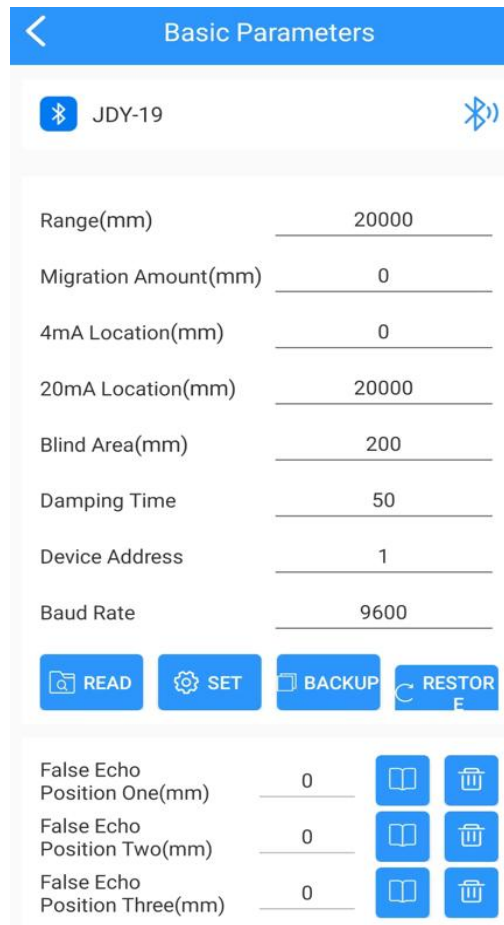 Basic Parameters
JDY-19
Range(mm) 20000
Migration Amount(mm) 0
4mA Location(mm) 0
20mA Location(mm) 20000
Blind Area(mm) 200
Damping Time 50
Device Address 1
Baud Rate 9600
READ SET BACKUP RESTOR
E
False Echo
Position One(mm) 0
False Echo
Position Two(mm) 0
False Echo
Position Three(mm) 0